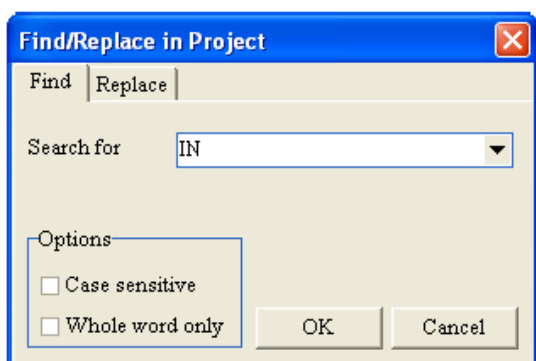 Find/Replace in Project
Find Replace
Search for IN
Options
Case sensitive
Whole word only
OK Cancel